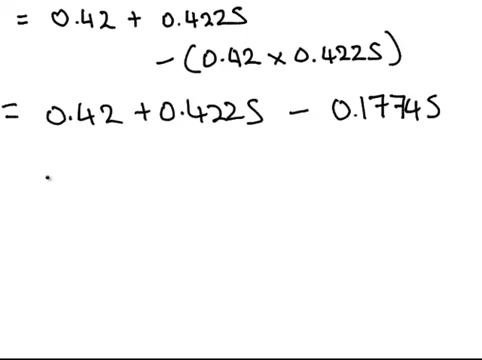 = 0.42 + 0.4225
- (0.42 × 0.4225)
= 0.42 + 0.4225 - 0.17745